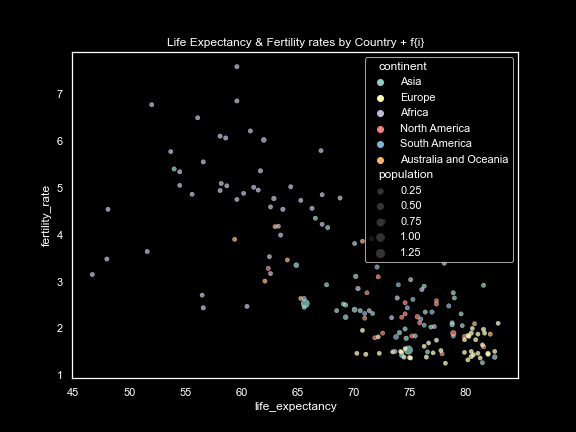 Life Expectancy & Fertility rates by Country + f{i}
continent
Asia
Europe
Africa
North America
South America
Australia and Oceania
population
0.25
0.50
0.75
1.00
1.25
fertility_rate
7
6
5
4
3
2
1
45 50 55 60 65 70 75 80
life_expectancy